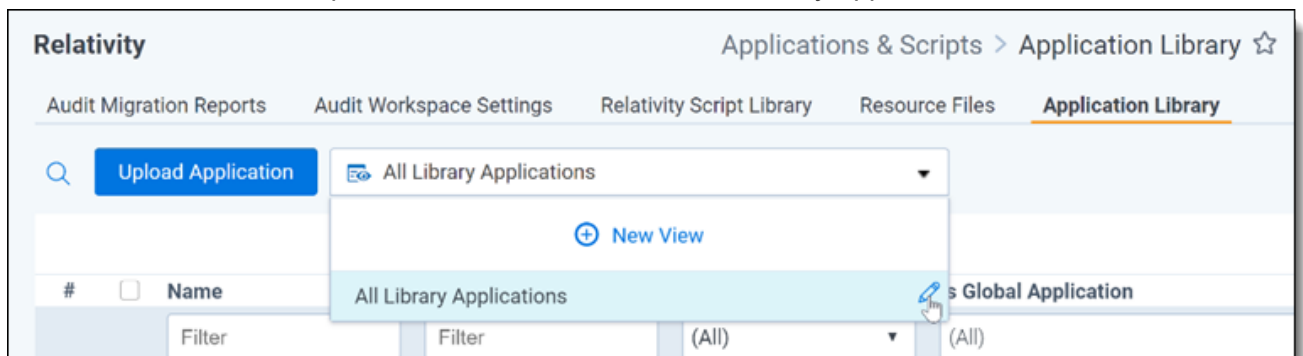 Relativity
Applications & Scripts > Application Library
Audit Migration Reports Audit Workspace Settings Relativity Script Library Resource Files Application Library
Upload Application All Library Applications
New View
# Name s Global Application
All Library Applications
Filter Filter (All) (All)